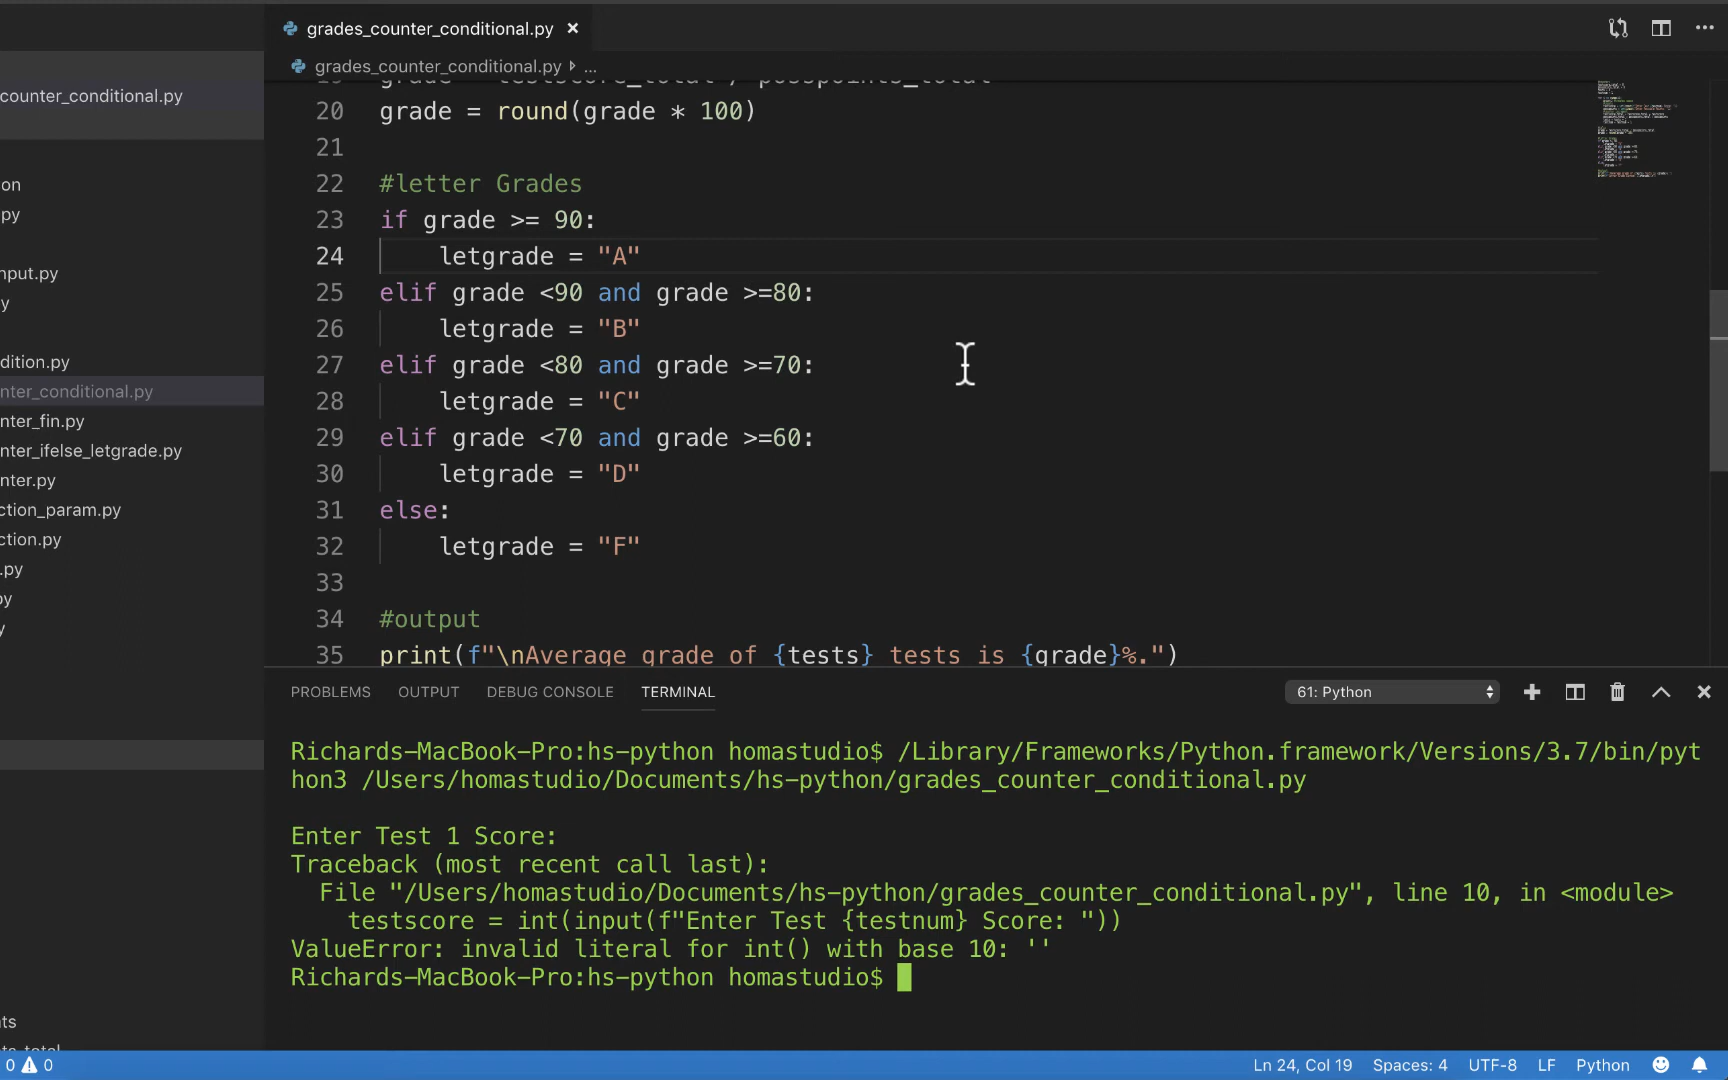 grades_counter_conditional.py
grades_counter_conditional.py ...
counter_conditional.py
on
py
nput.py
y
dition.py
nter_conditional.py
nter_fin.py
nter_ifelse_letgrade.py
nter.py
ction_param.py
ction.py
.py
py
y
ts
20 grade = round(grade * 100)
21
22 #letter Grades
23 if grade >= 90:
24 letgrade = "A"
25 elif grade <90 and grade >=80:
26 letgrade = "B"
27 elif grade <80 and grade >=70:
28 letgrade = "C"
29 elif grade <70 and grade >=60:
30 letgrade = "D"
31 else:
32 letgrade = "F"
33
34 #output
35 print(f"\nAverage grade of {tests} tests is {grade}%.")
PROBLEMS OUTPUT DEBUG CONSOLE TERMINAL 61: Python
Richards-MacBook-Pro:hs-python homastudio$ /Library/Frameworks/Python.framework/Versions/3.7/bin/pyt
hon3 /Users/homastudio/Documents/hs-python/grades_counter_conditional.py
Enter Test 1 Score:
Traceback (most recent call last):
File "/Users/homastudio/Documents/hs-python/grades_counter_conditional.py", line 10, in <module>
testscore = int(input(f"Enter Test {testnum} Score: "))
ValueError: invalid literal for int() with base 10: ''
Richards-MacBook-Pro:hs-python homastudio$
0 0 Ln 24, Col 19 Spaces: 4 UTF-8 LF Python